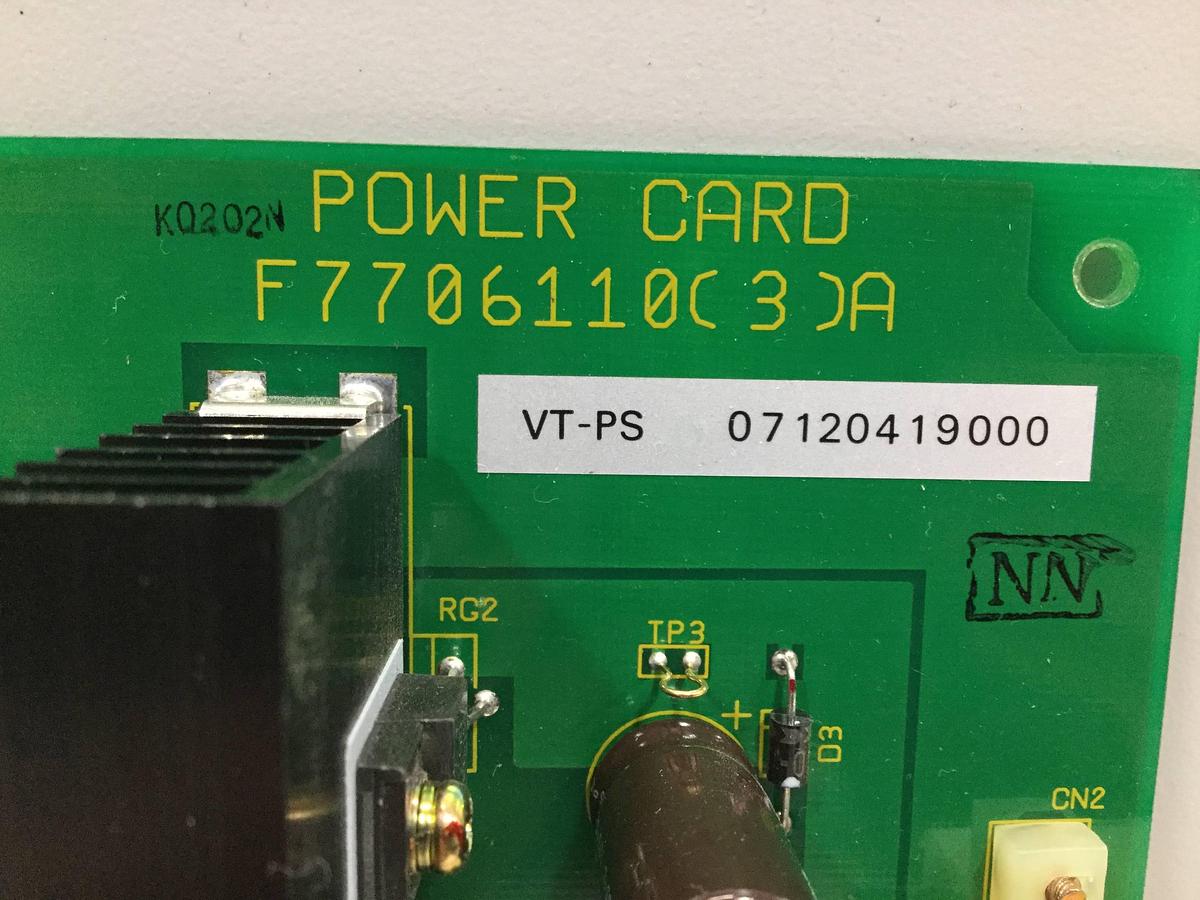 KQ202N
POWER CARD
F7706110(3)A
VT-PS 07120419000
NN
RG2
TP3
+
D3
CN2